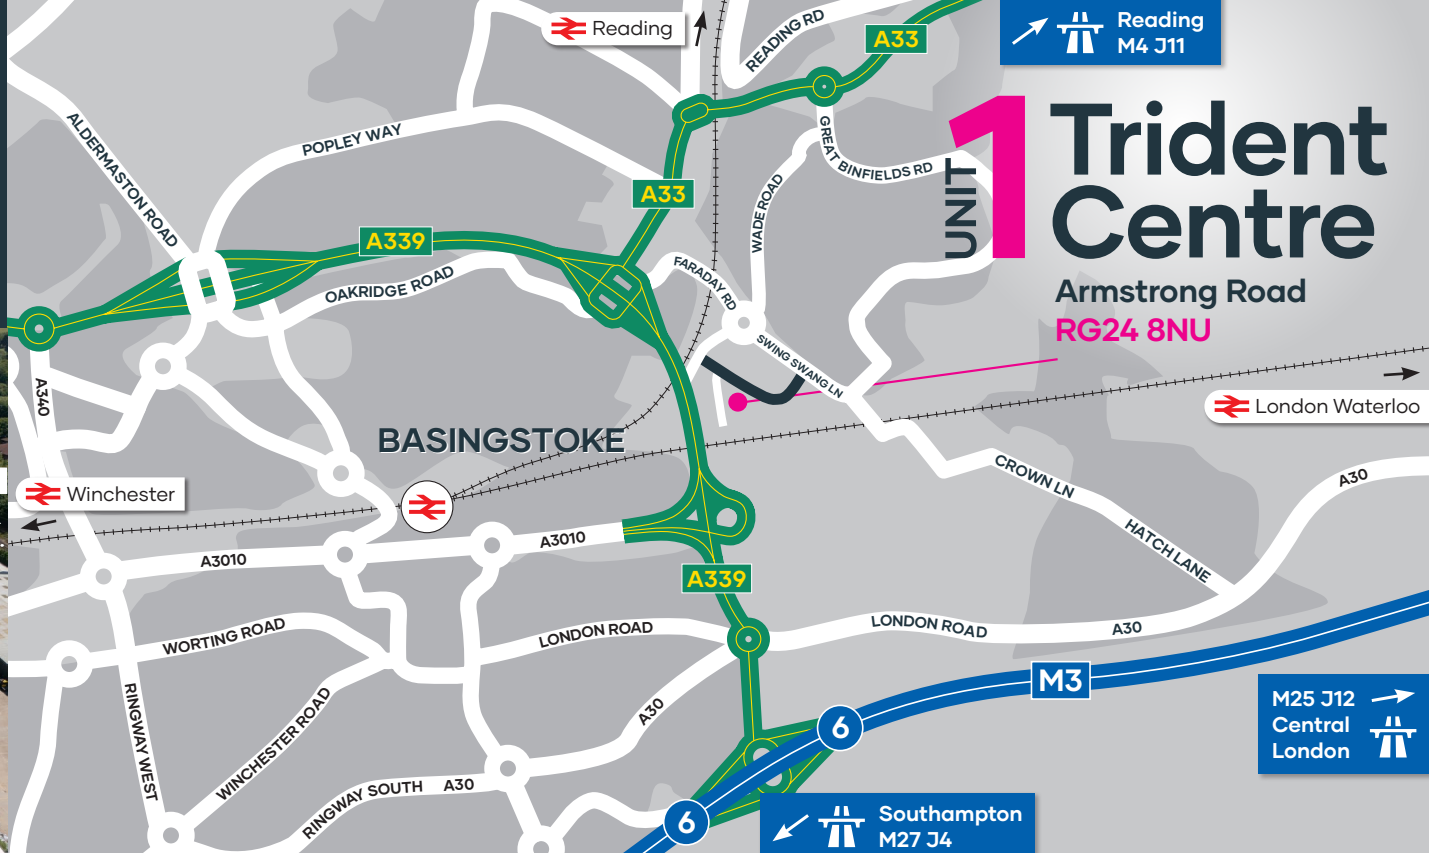 Reading
READING RD
A33
Reading
M4 J11
UNIT
1
Trident
Centre
Armstrong Road
RG24 8NU
ALDERMASTON ROAD
POPLEY WAY
GREAT BINFIELDS RD
A33
WADE ROAD
A339
OAKRIDGE ROAD
FARADAY RD
SWING SWANG LN
A340
London Waterloo
BASINGSTOKE
Winchester
CROWN LN
A30
HATCH LANE
A3010
A3010
A339
WORTING ROAD
LONDON ROAD
LONDON ROAD
A30
M3
RINGWAY WEST
WINCHESTER ROAD
A30
6
M25 J12
Central
London
RINGWAY SOUTH
A30
6
Southampton
M27 J4